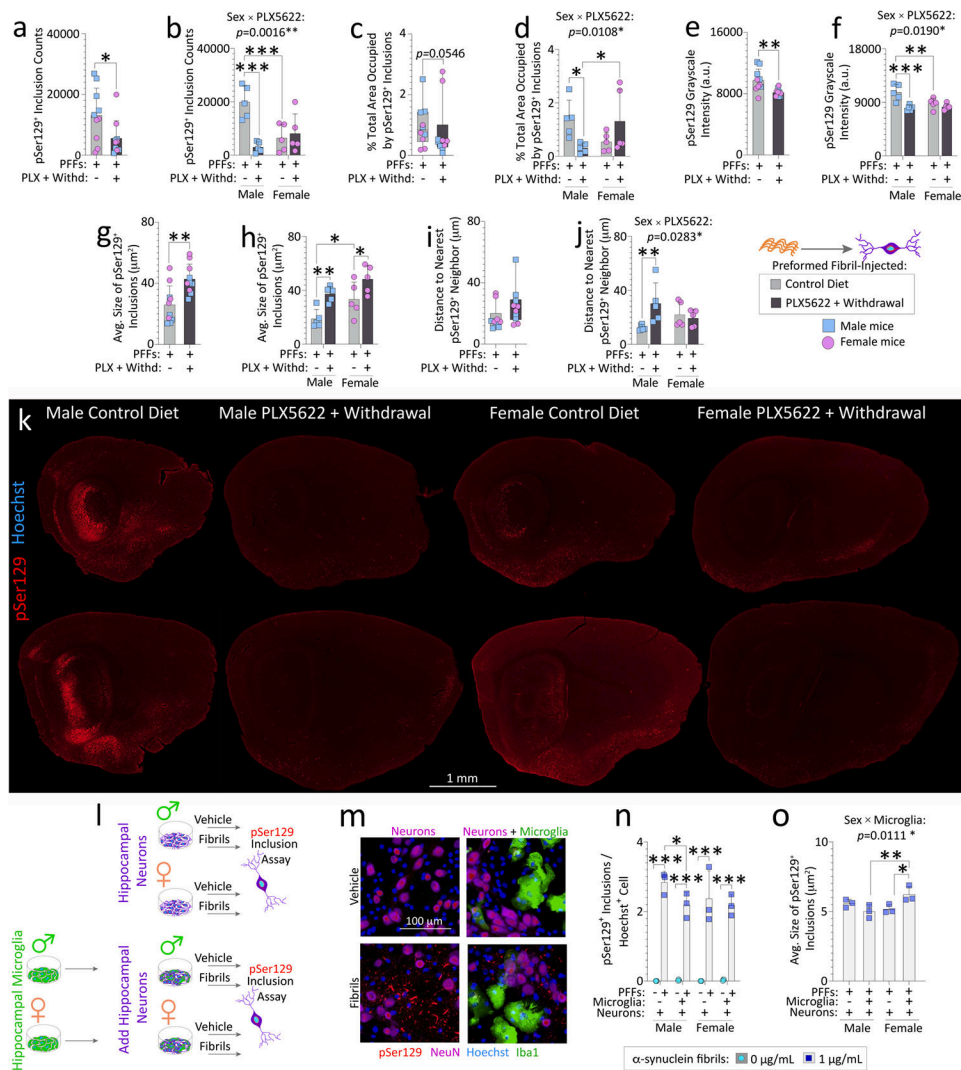 a
pSer129⁺ Inclusion Counts
40000
20000
0
*
PFFs: + +
PLX + Withd: - +
b
Sex × PLX5622:
p=0.0016**
pSer129⁺ Inclusion Counts
40000
20000
0
***
***
PFFs: + + + +
PLX + Withd: - + - +
Male Female
c
% Total Area Occupied
by pSer129⁺ Inclusions
4
3
2
1
0
p=0.0546
PFFs: + +
PLX + Withd: - +
d
Sex × PLX5622:
p=0.0108*
% Total Area Occupied
by pSer129⁺ Inclusions
4
3
2
1
0
*
*
PFFs: + + + +
PLX + Withd: - + - +
Male Female
e
pSer129 Grayscale
Intensity (a.u.)
16000
8000
0
**
PFFs: + +
PLX + Withd: - +
f
Sex × PLX5622:
p=0.0190*
pSer129 Grayscale
Intensity (a.u.)
18000
9000
0
**
***
PFFs: + + + +
PLX + Withd: - + - +
Male Female
g
Avg. Size of pSer129⁺
Inclusions (µm²)
80
40
0
**
PFFs: + +
PLX + Withd: - +
h
Avg. Size of pSer129⁺
Inclusions (µm²)
80
40
0
*
**
*
PFFs: + + + +
PLX + Withd: - + - +
Male Female
i
Distance to Nearest
pSer129⁺ Neighbor (µm)
80
60
40
20
0
PFFs: + +
PLX + Withd: - +
j
Sex × PLX5622:
p=0.0283*
Distance to Nearest
pSer129⁺ Neighbor (µm)
80
40
0
**
PFFs: + + + +
PLX + Withd: - + - +
Male Female
Preformed Fibril-Injected:
Control Diet
PLX5622 + Withdrawal
Male mice
Female mice
k
Male Control Diet
Male PLX5622 + Withdrawal
Female Control Diet
Female PLX5622 + Withdrawal
pSer129 Hoechst
1 mm
l
Hippocampal
Neurons
♂
Vehicle
Fibrils
♀
Vehicle
Fibrils
pSer129
Inclusion
Assay
Hippocampal Microglia
♂
♀
Add Hippocampal
Neurons
♂
Vehicle
Fibrils
♀
Vehicle
Fibrils
pSer129
Inclusion
Assay
m
Neurons
Neurons + Microglia
Vehicle
100 µm
Fibrils
pSer129 NeuN Hoechst Iba1
n
pSer129⁺ Inclusions /
Hoechst⁺ Cell
4
3
2
1
0
*
***
***
***
***
PFFs: - + - + - + - +
Microglia: - - + + - - + +
Neurons: + + + + + + + +
Male Female
o
Sex × Microglia:
p=0.0111 *
Avg. Size of pSer129⁺
Inclusions (µm²)
10
5
0
**
*
PFFs: + + + +
Microglia: - + - +
Neurons: + + + +
Male Female
α-synuclein fibrils: 0 µg/mL 1 µg/mL